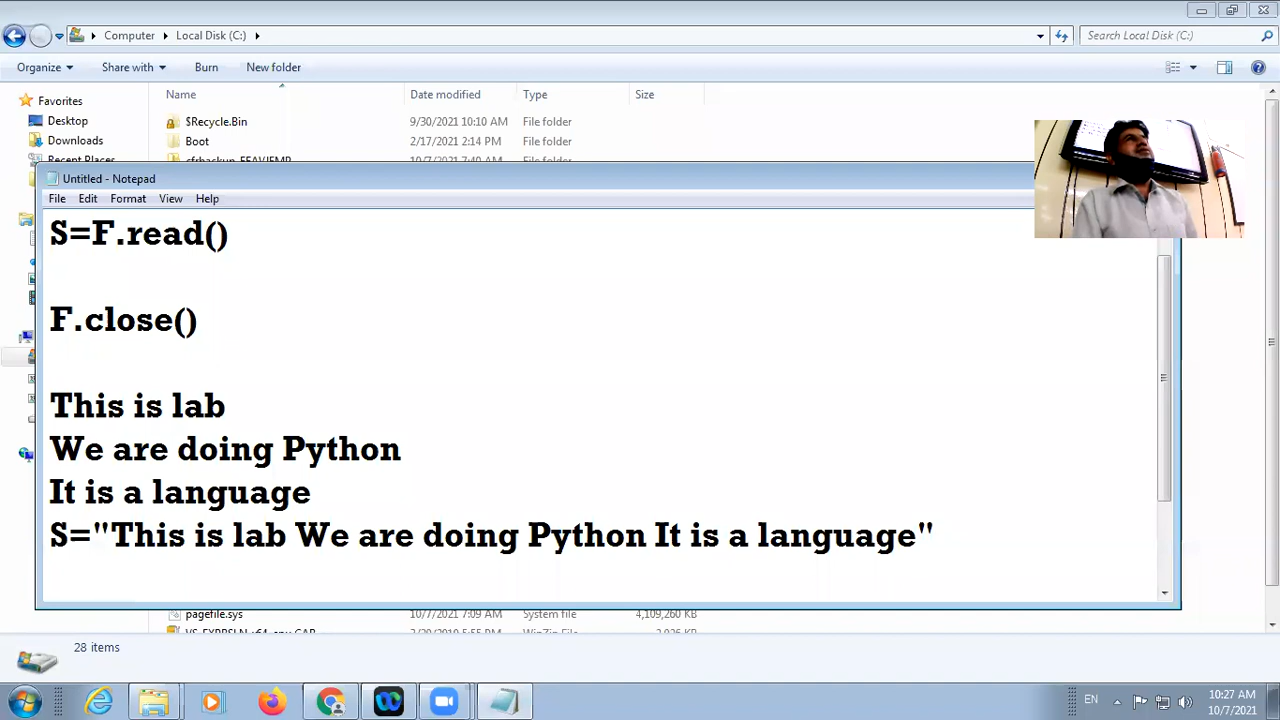 Computer Local Disk (C:) Search Local Disk (C:)
Organize Share with Burn New folder
Name Date modified Type Size
Favorites
Desktop
Downloads
Recent Places
$Recycle.Bin 9/30/2021 10:10 AM File folder
Boot 2/17/2021 2:14 PM File folder
File folder
Untitled - Notepad
File Edit Format View Help
S=F.read()
F.close()
This is lab
We are doing Python
It is a language
S="This is lab We are doing Python It is a language"
pagefile.sys 10/7/2021 7:09 AM System file 4,109,260 KB
28 items
EN 10:27 AM
10/7/2021